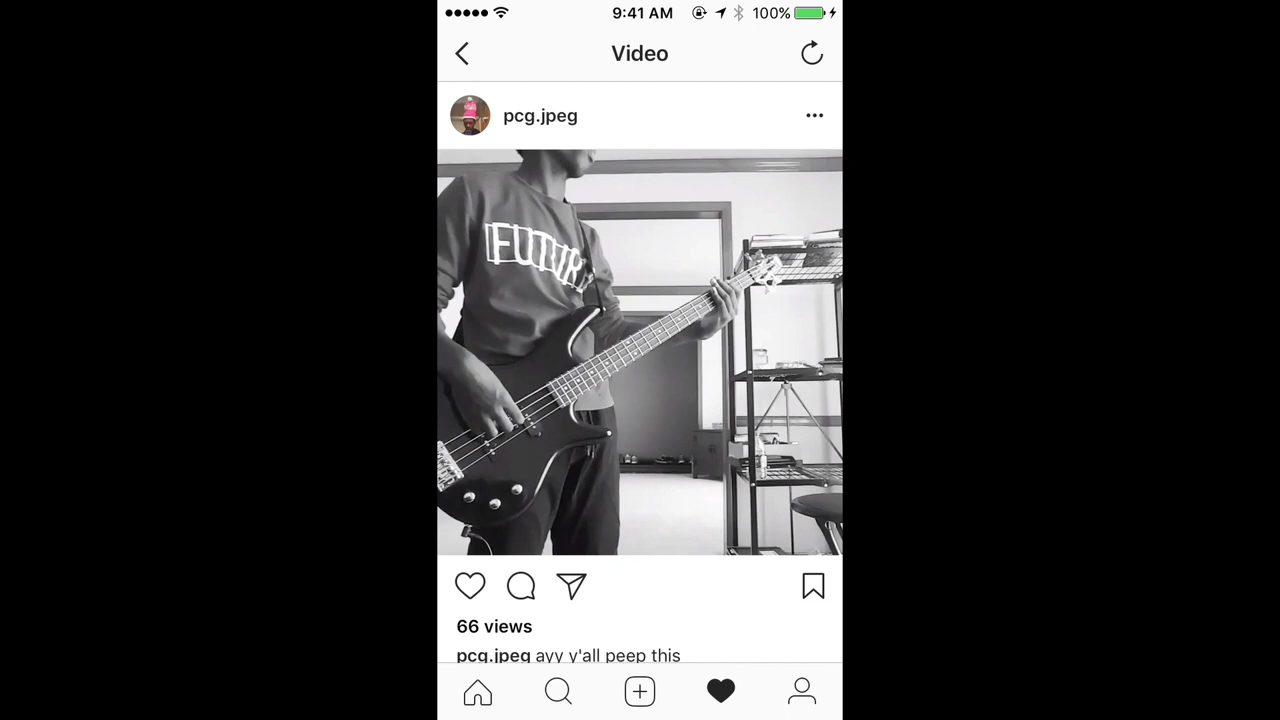 9:41 AM 100%
Video
pcg.jpeg
FUTUR
66 views
pcg.jpeg ayy y'all peep this